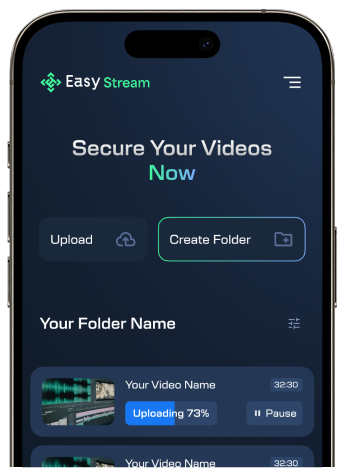 Easy Stream
Secure Your Videos
Now
Upload
Create Folder
Your Folder Name
Your Video Name
32:30
Uploading 73%
Pause
Your Video Name
32:30